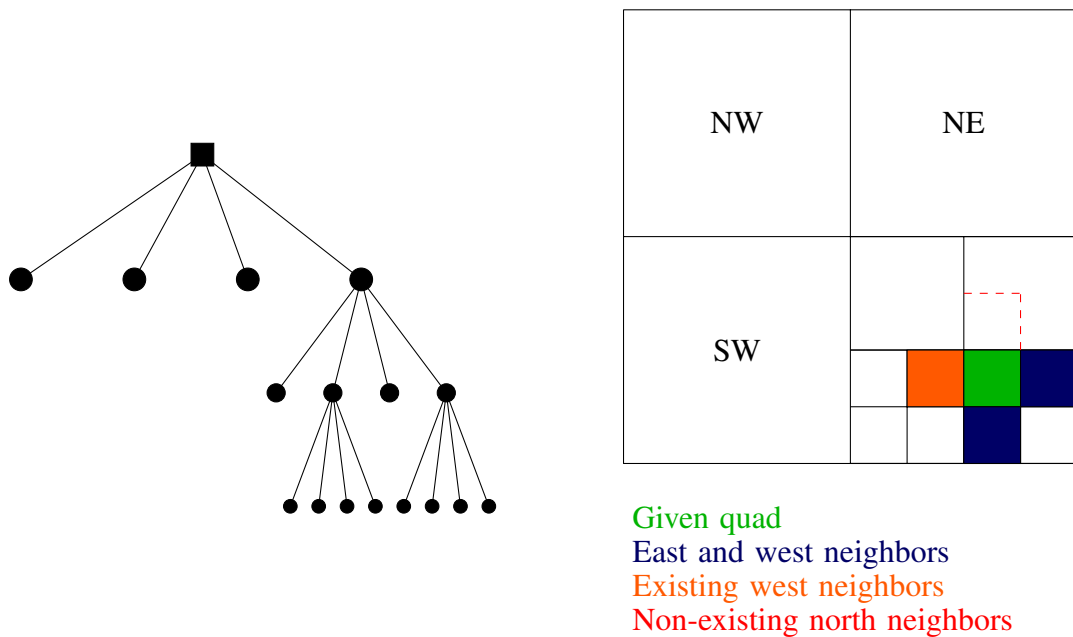 NW
NE
SW
Given quad
East and west neighbors
Existing west neighbors
Non-existing north neighbors